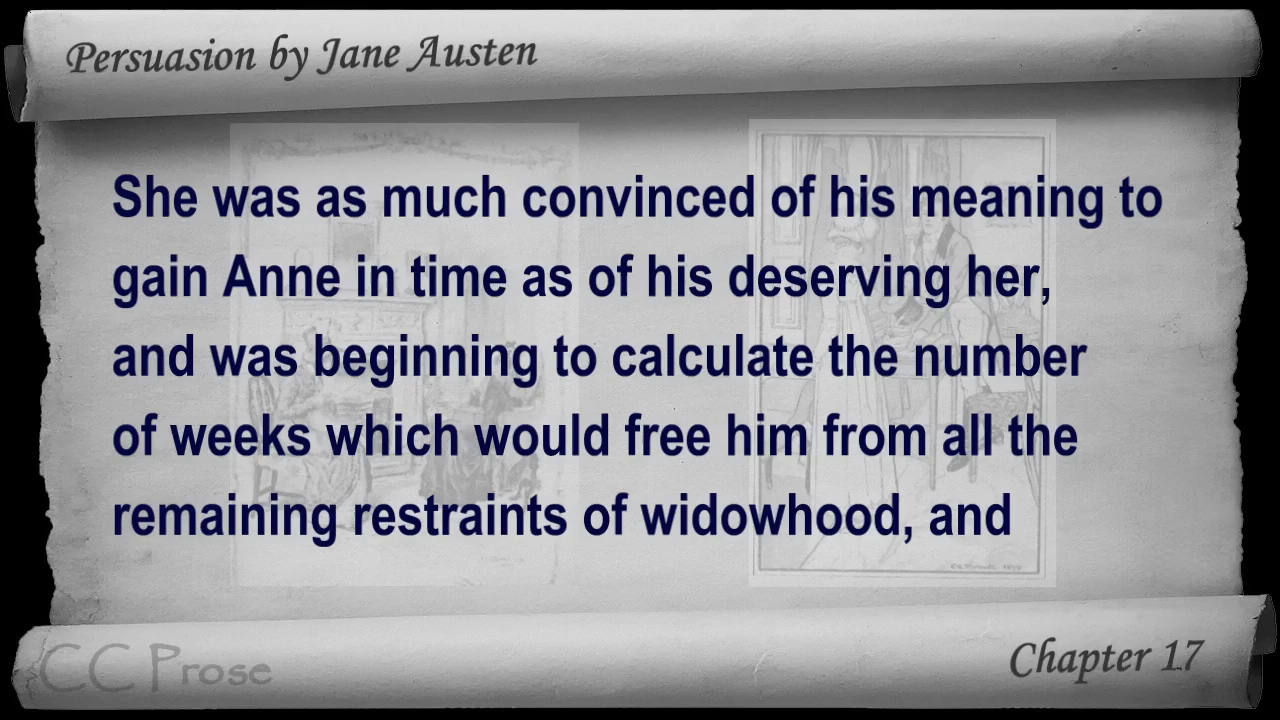 Persuasion by Jane Austen
She was as much convinced of his meaning to
gain Anne in time as of his deserving her,
and was beginning to calculate the number
of weeks which would free him from all the
remaining restraints of widowhood, and
CC Prose
Chapter 17